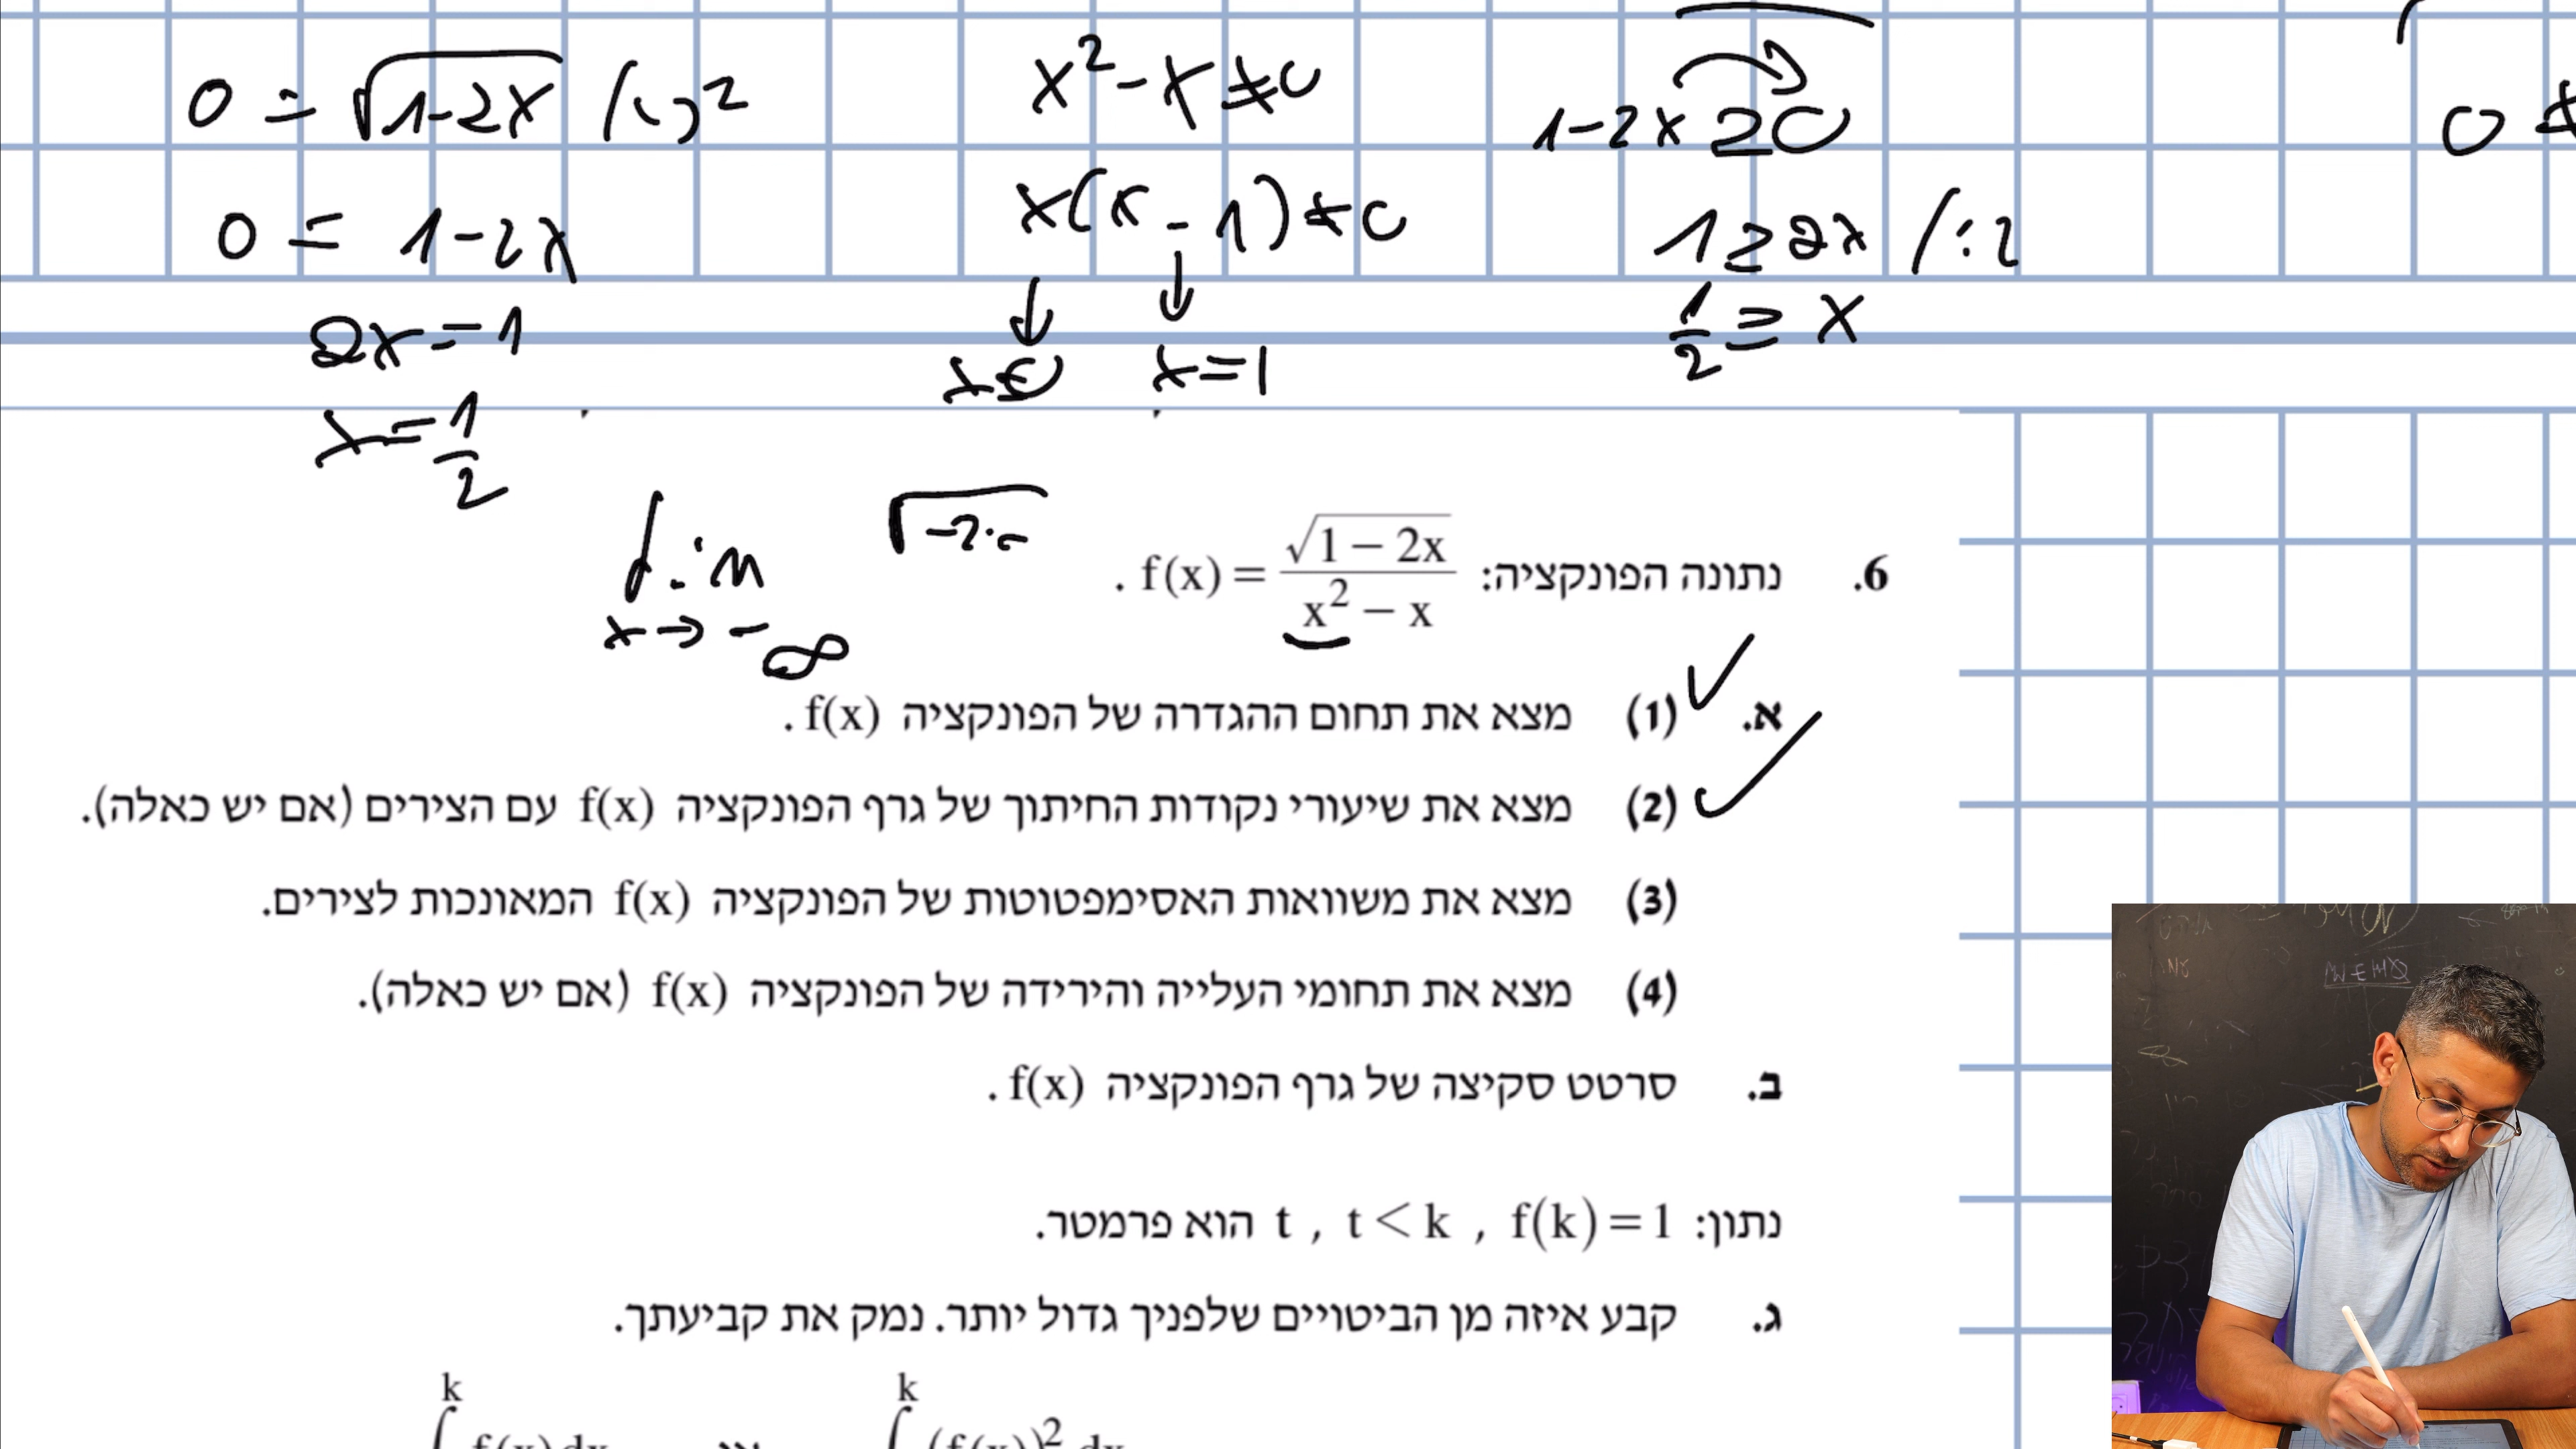 0 = √(1-2x) /( )²
0 = 1-2x
2x = 1
x = 1/2
x² - x ≠ 0
x(x - 1) ≠ 0
x ≠ 0 x = 1
1-2x ≥ 0
1 ≥ 2x /:2
1/2 ≥ x
0 ≠
lim x → -∞
6. נתונה הפונקציה: f(x) = √(1 − 2x) / (x² − x) .
א. (1) מצא את תחום ההגדרה של הפונקציה f(x) .
(2) מצא את שיעורי נקודות החיתוך של גרף הפונקציה f(x) עם הצירים (אם יש כאלה).
(3) מצא את משוואות האסימפטוטות של הפונקציה f(x) המאונכות לצירים.
(4) מצא את תחומי העלייה והירידה של הפונקציה f(x) (אם יש כאלה).
ב. סרטט סקיצה של גרף הפונקציה f(x) .
נתון: f(k) = 1 , t < k , t הוא פרמטר.
ג. קבע איזה מן הביטויים שלפניך גדול יותר. נמק את קביעתך.